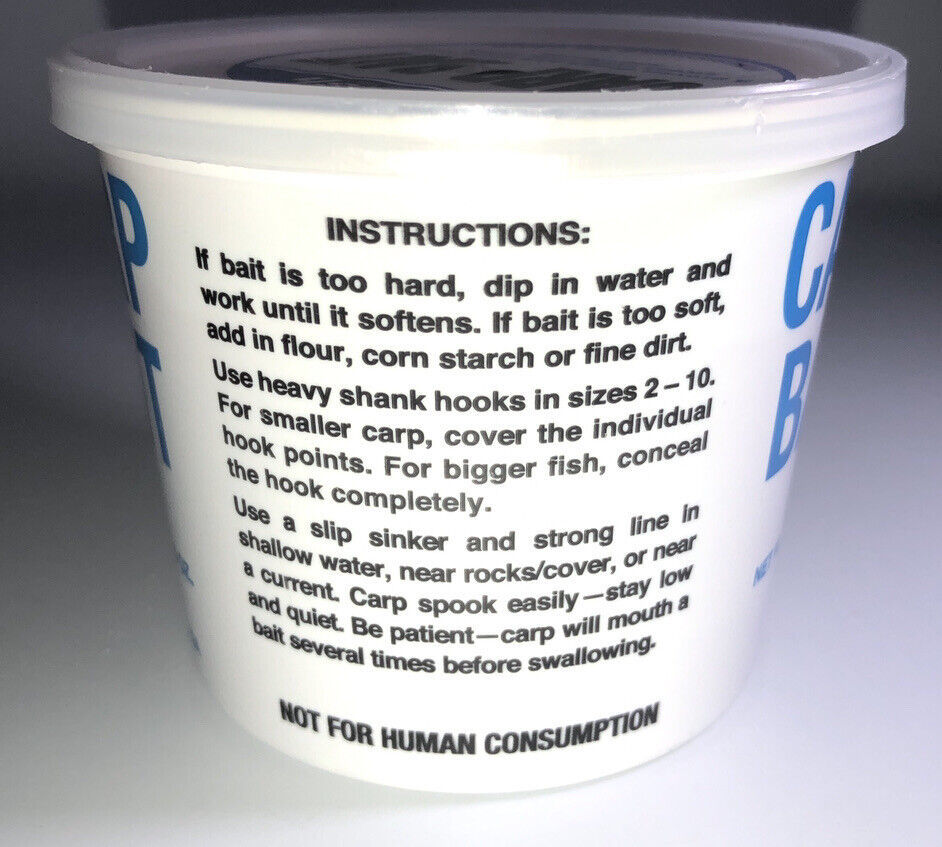 INSTRUCTIONS:
If bait is too hard, dip in water and
work until it softens. If bait is too soft,
add in flour, corn starch or fine dirt.
Use heavy shank hooks in sizes 2 – 10.
For smaller carp, cover the individual
hook points. For bigger fish, conceal
the hook completely.
Use a slip sinker and strong line in
shallow water, near rocks/cover, or near
a current. Carp spook easily—stay low
and quiet. Be patient—carp will mouth a
bait several times before swallowing.
NOT FOR HUMAN CONSUMPTION
P
T
CA
B